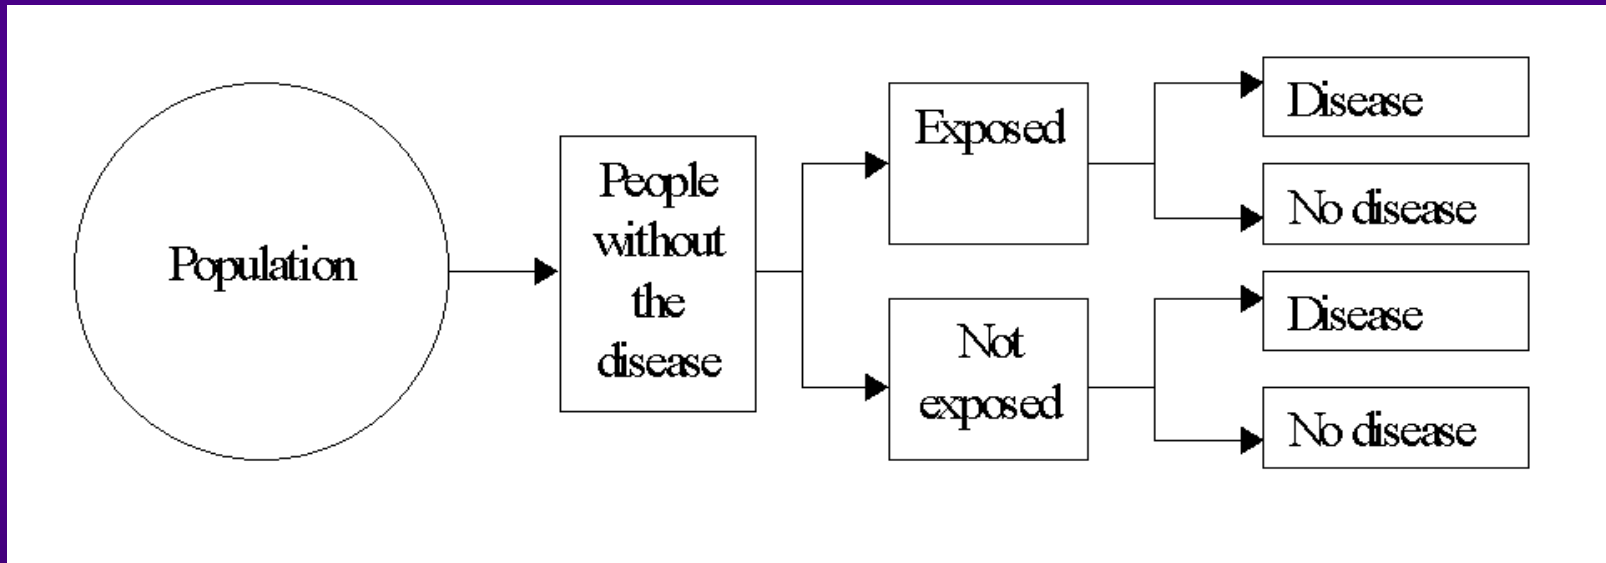 Population
People
without
the
disease
Exposed
Not
exposed
Disease
No disease
Disease
No disease